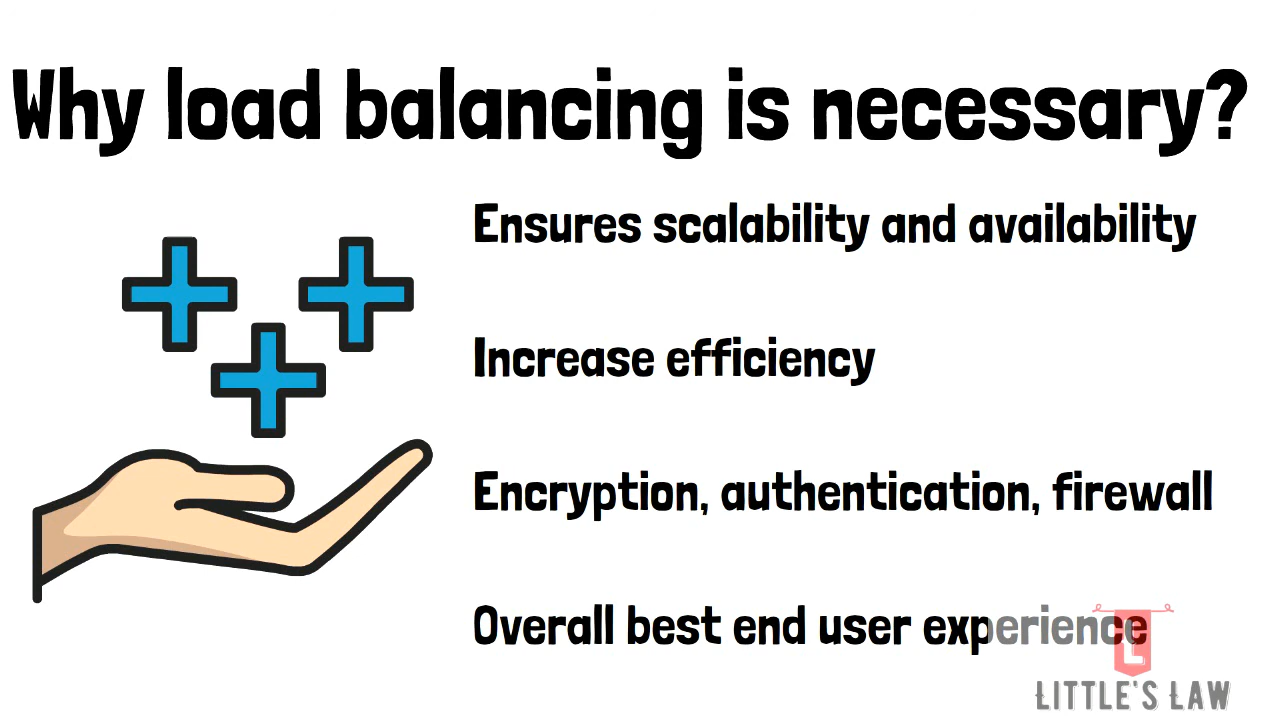 Why load balancing is necessary?
Ensures scalability and availability
Increase efficiency
Encryption, authentication, firewall
Overall best end user experience
L
LITTLE'S LAW